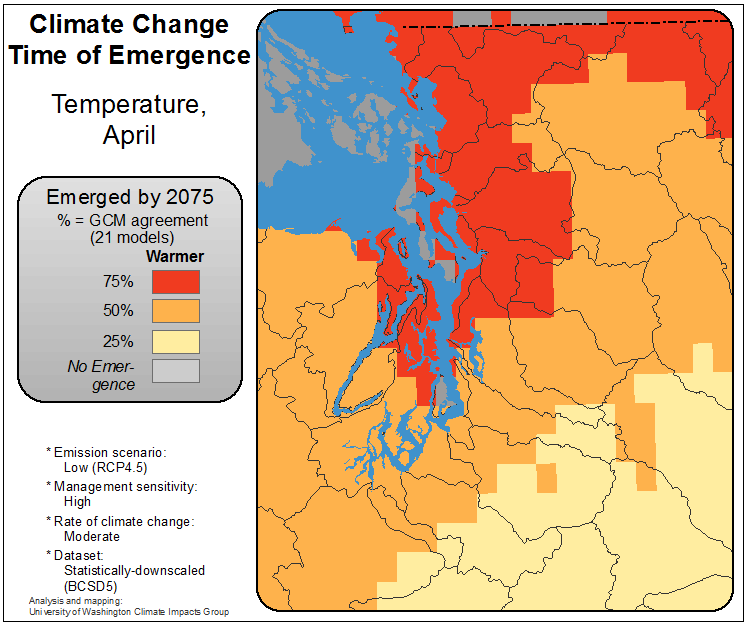 Climate Change
Time of Emergence
Temperature,
April
Emerged by 2075
% = GCM agreement
(21 models)
Warmer
75%
50%
25%
No Emer-
gence
* Emission scenario:
Low (RCP4.5)
* Management sensitivity:
High
* Rate of climate change:
Moderate
* Dataset:
Statistically-downscaled
(BCSD5)
Analysis and mapping:
University of Washington Climate Impacts Group